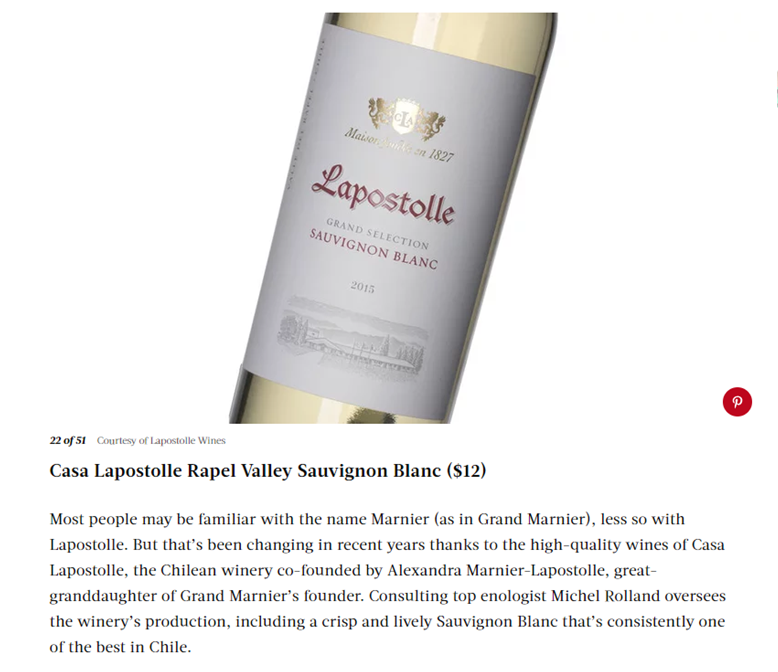 CLA
Maison fondée en 1827
Lapostolle
GRAND SELECTION
SAUVIGNON BLANC
2015
22 of 51 Courtesy of Lapostolle Wines
Casa Lapostolle Rapel Valley Sauvignon Blanc ($12)
Most people may be familiar with the name Marnier (as in Grand Marnier), less so with
Lapostolle. But that’s been changing in recent years thanks to the high-quality wines of Casa
Lapostolle, the Chilean winery co-founded by Alexandra Marnier-Lapostolle, great-
granddaughter of Grand Marnier’s founder. Consulting top enologist Michel Rolland oversees
the winery’s production, including a crisp and lively Sauvignon Blanc that’s consistently one
of the best in Chile.